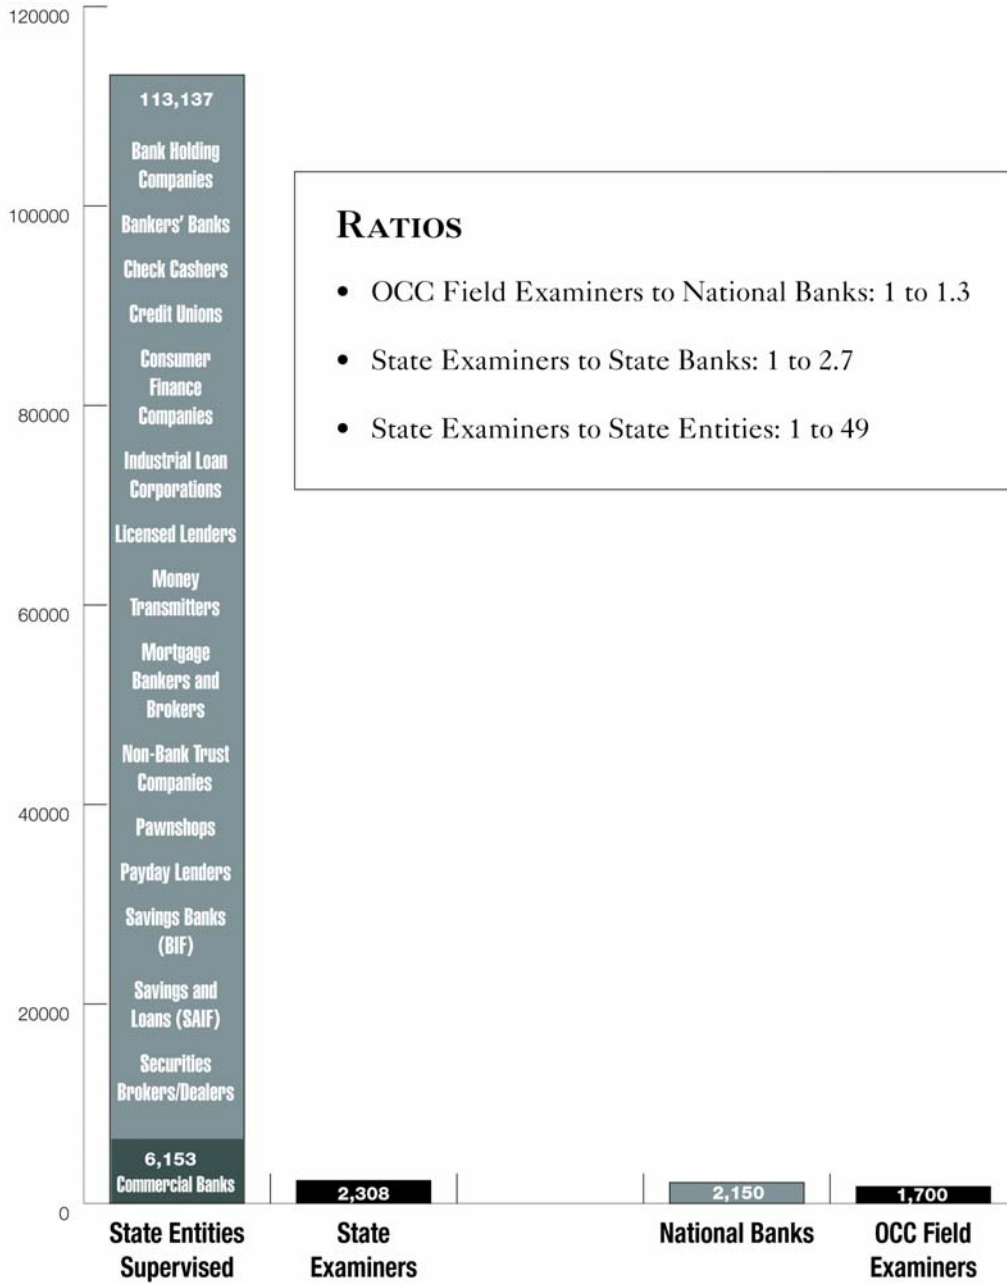 120000
100000
80000
60000
40000
20000
0
113,137
Bank Holding
Companies
Bankers' Banks
Check Cashers
Credit Unions
Consumer
Finance
Companies
Industrial Loan
Corporations
Licensed Lenders
Money
Transmitters
Mortgage
Bankers and
Brokers
Non-Bank Trust
Companies
Pawnshops
Payday Lenders
Savings Banks
(BIF)
Savings and
Loans (SAIF)
Securities
Brokers/Dealers
6,153
Commercial Banks
RATIOS
• OCC Field Examiners to National Banks: 1 to 1.3
• State Examiners to State Banks: 1 to 2.7
• State Examiners to State Entities: 1 to 49
2,308
2,150
1,700
State Entities
Supervised
State
Examiners
National Banks
OCC Field
Examiners